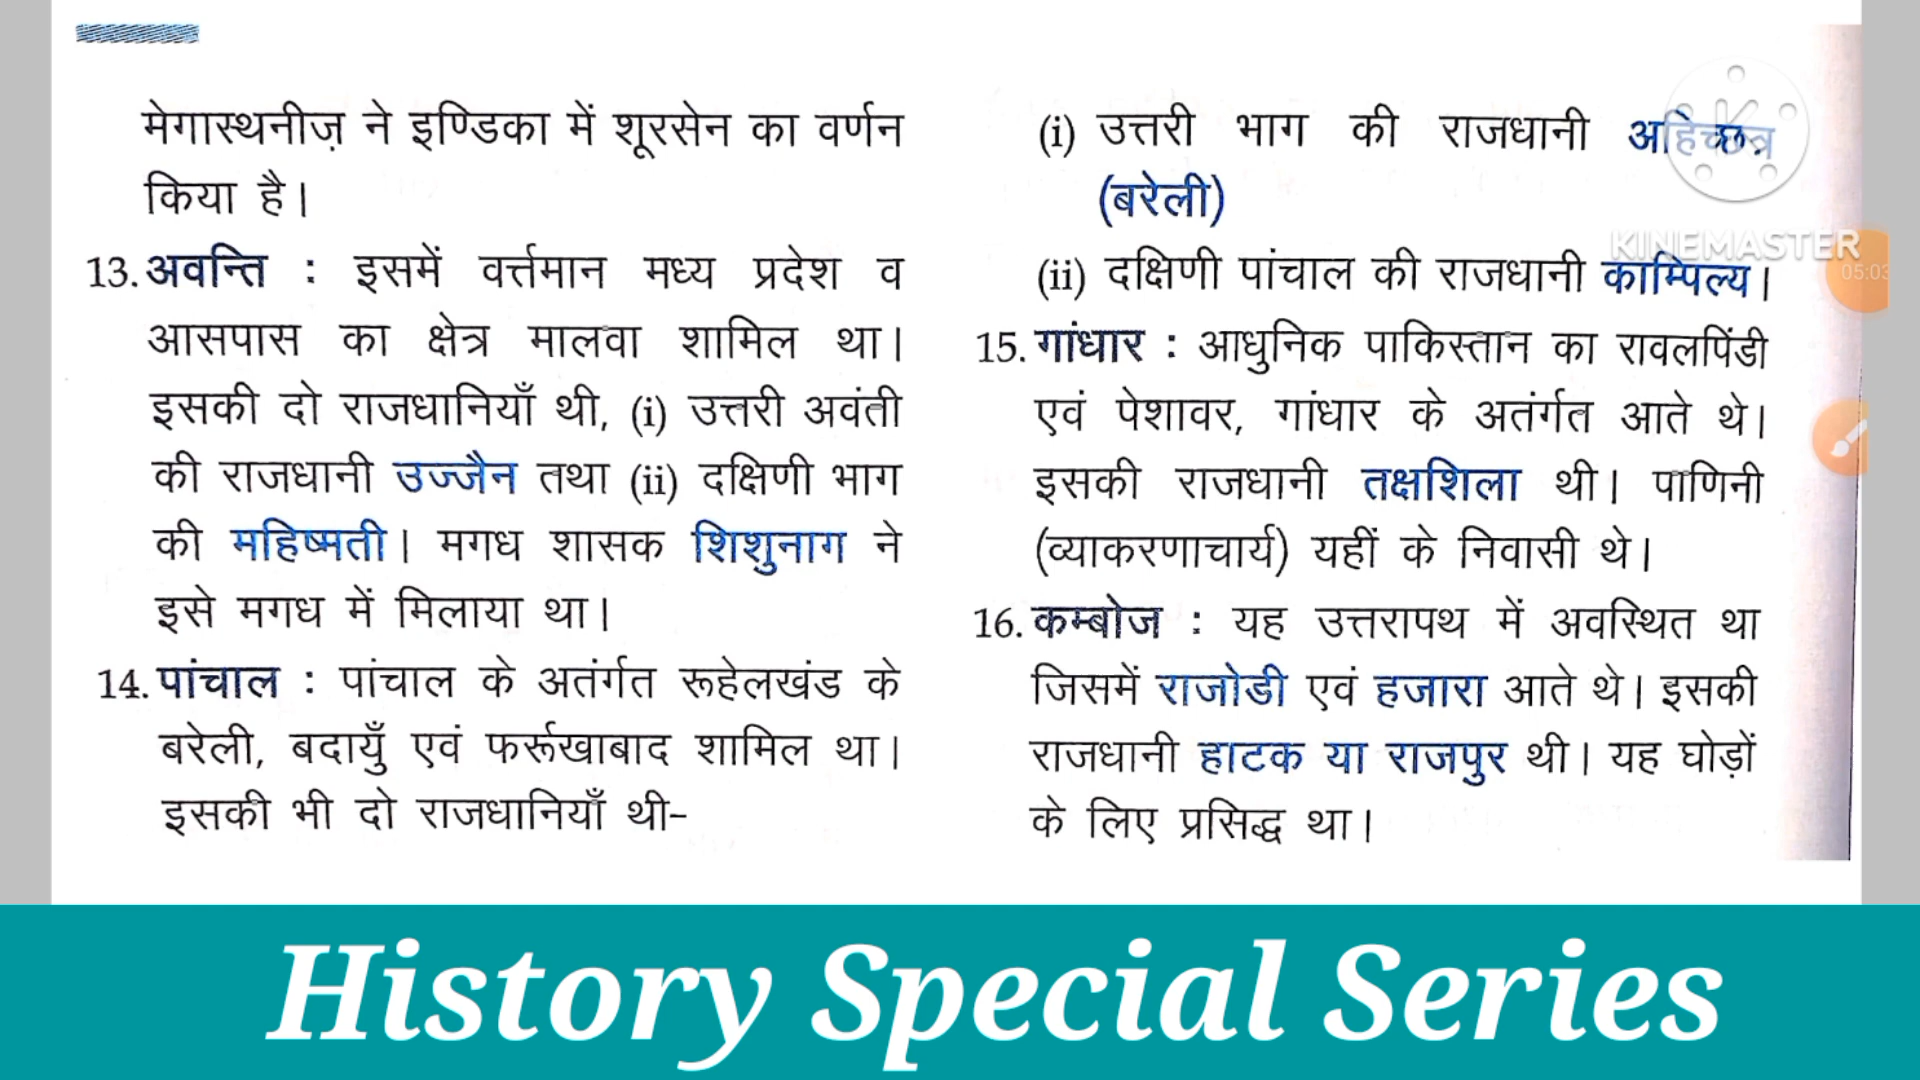 मेगास्थनीज़ ने इण्डिका में शूरसेन का वर्णन
किया है।
13. अवन्ति : इसमें वर्त्तमान मध्य प्रदेश व
आसपास का क्षेत्र मालवा शामिल था।
इसकी दो राजधानियाँ थी, (i) उत्तरी अवंती
की राजधानी उज्जैन तथा (ii) दक्षिणी भाग
की महिष्मती। मगध शासक शिशुनाग ने
इसे मगध में मिलाया था।
14. पांचाल : पांचाल के अतंर्गत रूहेलखंड के
बरेली, बदायुँ एवं फर्रूखाबाद शामिल था।
इसकी भी दो राजधानियाँ थी-
(i) उत्तरी भाग की राजधानी अहिच्छत्र
(बरेली)
(ii) दक्षिणी पांचाल की राजधानी काम्पिल्य।
15. गांधार : आधुनिक पाकिस्तान का रावलपिंडी
एवं पेशावर, गांधार के अतंर्गत आते थे।
इसकी राजधानी तक्षशिला थी। पाणिनी
(व्याकरणाचार्य) यहीं के निवासी थे।
16. कम्बोज : यह उत्तरापथ में अवस्थित था
जिसमें राजोडी एवं हजारा आते थे। इसकी
राजधानी हाटक या राजपुर थी। यह घोड़ों
के लिए प्रसिद्ध था।
K
KINEMASTER
05:03
History Special Series